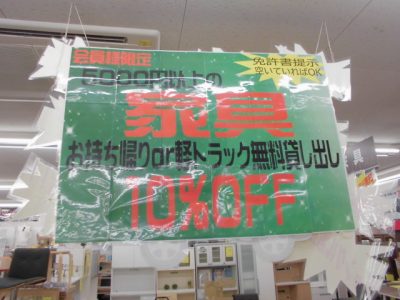 会員様限定
免許書提示
空いていればOK
5000円以上の
家具
お持ち帰りor軽トラック無料貸し出し
10%OFF
具